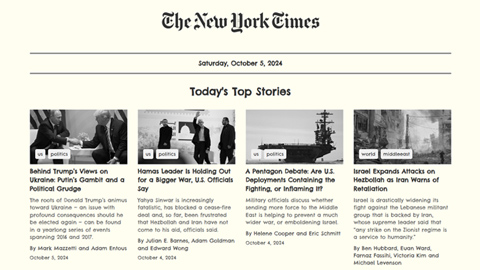 The New York Times
Saturday, October 5, 2024
Today's Top Stories
us politics
Behind Trump's Views on
Ukraine: Putin's Gambit and a
Political Grudge
The roots of Donald Trump's animus
toward Ukraine — an issue with
profound consequences should he
be elected again — can be found
in a yearlong series of events
spanning 2016 and 2017.
By Mark Mazzetti and Adam Entous
October 5, 2024
us politics
Hamas Leader Is Holding Out
for a Bigger War, U.S. Officials
Say
Yahya Sinwar is increasingly
fatalistic, has blocked a cease-fire
deal and, so far, been frustrated
that Hezbollah and Iran have not
come to his aid, officials said.
By Julian E. Barnes, Adam Goldman
and Edward Wong
October 4, 2024
us politics
A Pentagon Debate: Are U.S.
Deployments Containing the
Fighting, or Inflaming It?
Military officials discuss whether
sending more force to the Middle
East is helping to prevent a much
wider war, or emboldening Israel.
By Helene Cooper and Eric Schmitt
October 4, 2024
world middleeast
Israel Expands Attacks on
Hezbollah as Iran Warns of
Retaliation
Israel is drastically widening its
fight against the Lebanese militant
group that is backed by Iran,
whose supreme leader said that
"any strike on the Zionist regime is
a service to humanity."
By Ben Hubbard, Euan Ward,
Farnaz Fassihi, Victoria Kim and
Michael Levenson